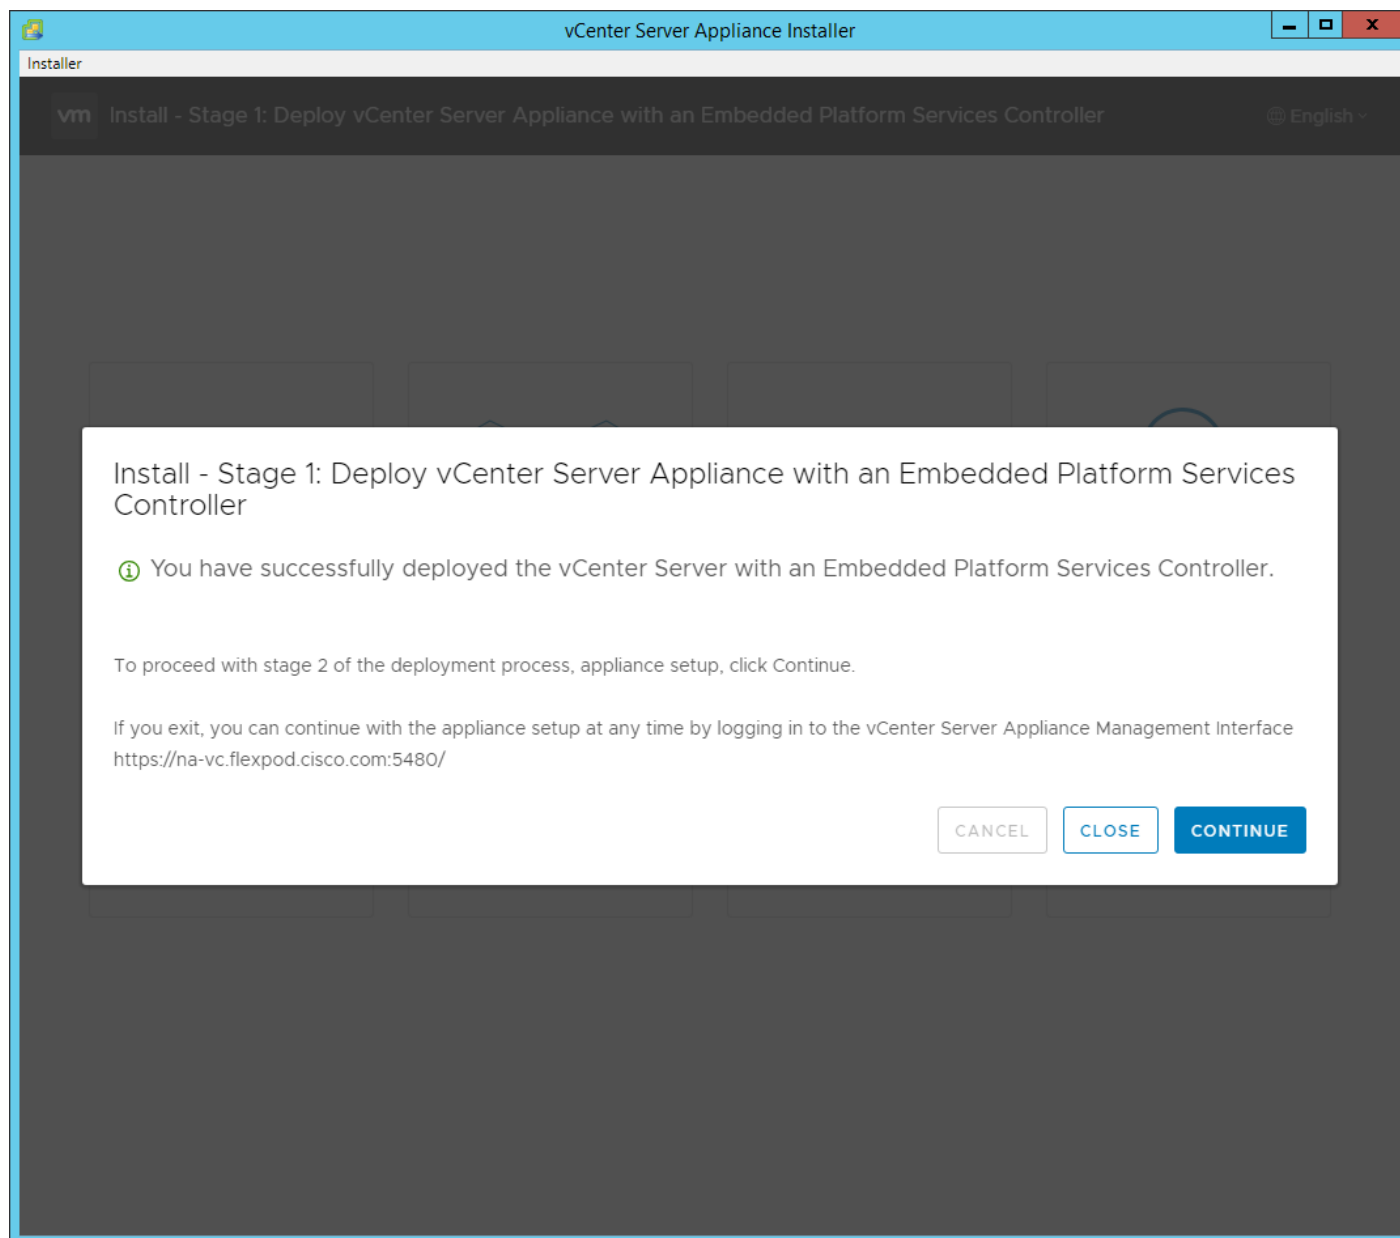 vCenter Server Appliance Installer
Installer
vm Install - Stage 1: Deploy vCenter Server Appliance with an Embedded Platform Services Controller English
Install - Stage 1: Deploy vCenter Server Appliance with an Embedded Platform Services
Controller
You have successfully deployed the vCenter Server with an Embedded Platform Services Controller.
To proceed with stage 2 of the deployment process, appliance setup, click Continue.
If you exit, you can continue with the appliance setup at any time by logging in to the vCenter Server Appliance Management Interface
https://na-vc.flexpod.cisco.com:5480/
CANCEL CLOSE CONTINUE